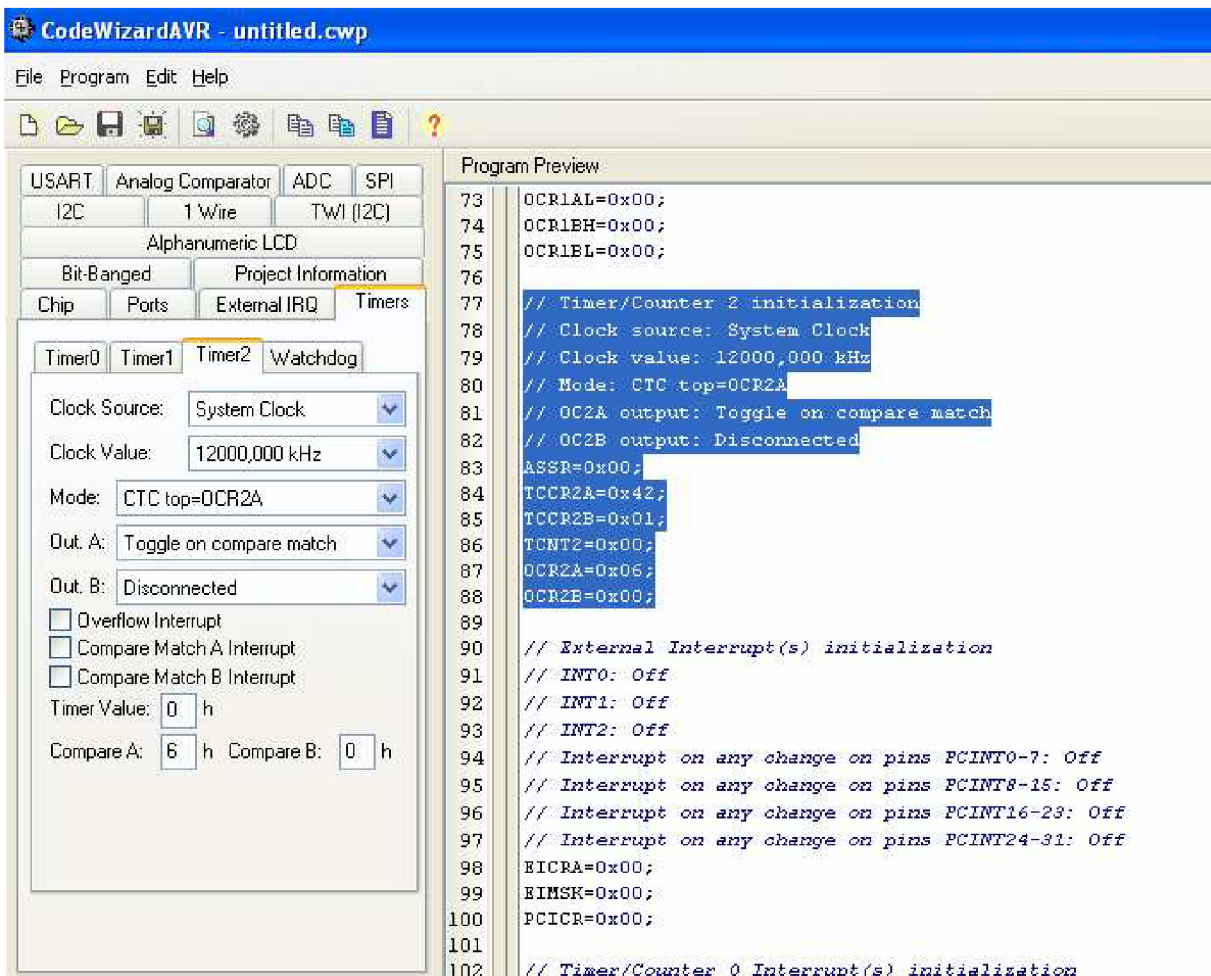 CodeWizardAVR - untitled.cwp
File Program Edit Help
USART Analog Comparator ADC SPI
I2C 1 Wire TWI (I2C)
Alphanumeric LCD
Bit-Banged Project Information
Chip Ports External IRQ Timers
Timer0 Timer1 Timer2 Watchdog
Clock Source: System Clock
Clock Value: 12000,000 kHz
Mode: CTC top=OCR2A
Out. A: Toggle on compare match
Out. B: Disconnected
Overflow Interrupt
Compare Match A Interrupt
Compare Match B Interrupt
Timer Value: 0 h
Compare A: 6 h Compare B: 0 h
Program Preview
73 OCR1AL=0x00;
74 OCR1BH=0x00;
75 OCR1BL=0x00;
76
77 // Timer/Counter 2 initialization
78 // Clock source: System Clock
79 // Clock value: 12000,000 kHz
80 // Mode: CTC top=OCR2A
81 // OC2A output: Toggle on compare match
82 // OC2B output: Disconnected
83 ASSR=0x00;
84 TCCR2A=0x42;
85 TCCR2B=0x01;
86 TCNT2=0x00;
87 OCR2A=0x06;
88 OCR2B=0x00;
89
90 // External Interrupt(s) initialization
91 // INT0: Off
92 // INT1: Off
93 // INT2: Off
94 // Interrupt on any change on pins PCINT0-7: Off
95 // Interrupt on any change on pins PCINT8-15: Off
96 // Interrupt on any change on pins PCINT16-23: Off
97 // Interrupt on any change on pins PCINT24-31: Off
98 EICRA=0x00;
99 EIMSK=0x00;
100 PCICR=0x00;
101
102 // Timer/Counter 0 Interrupt(s) initialization